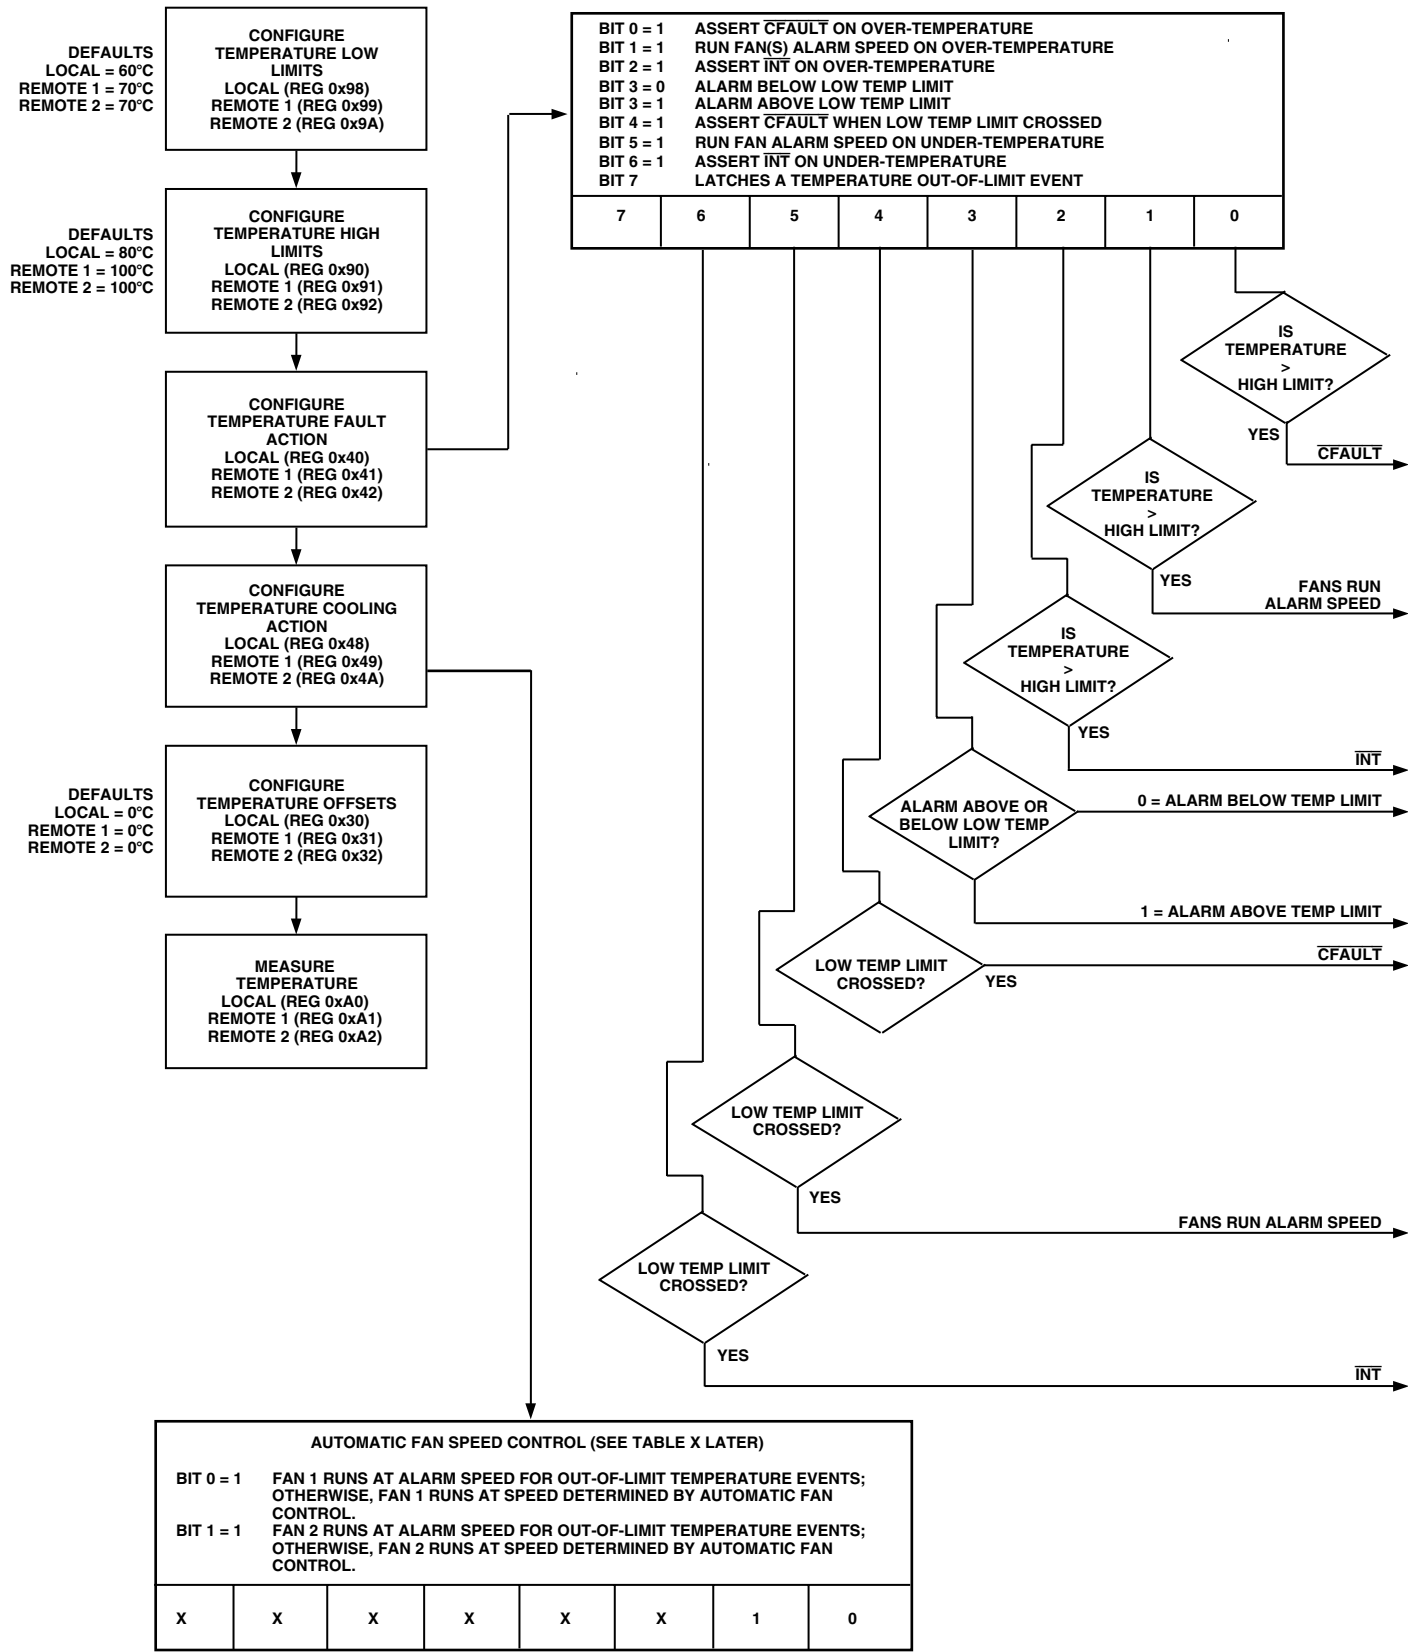 DEFAULTS
LOCAL = 60°C
REMOTE 1 = 70°C
REMOTE 2 = 70°C
CONFIGURE
TEMPERATURE LOW
LIMITS
LOCAL (REG 0x98)
REMOTE 1 (REG 0x99)
REMOTE 2 (REG 0x9A)
DEFAULTS
LOCAL = 80°C
REMOTE 1 = 100°C
REMOTE 2 = 100°C
CONFIGURE
TEMPERATURE HIGH
LIMITS
LOCAL (REG 0x90)
REMOTE 1 (REG 0x91)
REMOTE 2 (REG 0x92)
CONFIGURE
TEMPERATURE FAULT
ACTION
LOCAL (REG 0x40)
REMOTE 1 (REG 0x41)
REMOTE 2 (REG 0x42)
CONFIGURE
TEMPERATURE COOLING
ACTION
LOCAL (REG 0x48)
REMOTE 1 (REG 0x49)
REMOTE 2 (REG 0x4A)
DEFAULTS
LOCAL = 0°C
REMOTE 1 = 0°C
REMOTE 2 = 0°C
CONFIGURE
TEMPERATURE OFFSETS
LOCAL (REG 0x30)
REMOTE 1 (REG 0x31)
REMOTE 2 (REG 0x32)
MEASURE
TEMPERATURE
LOCAL (REG 0xA0)
REMOTE 1 (REG 0xA1)
REMOTE 2 (REG 0xA2)
BIT 0 = 1 ASSERT CFAULT ON OVER-TEMPERATURE
BIT 1 = 1 RUN FAN(S) ALARM SPEED ON OVER-TEMPERATURE
BIT 2 = 1 ASSERT INT ON OVER-TEMPERATURE
BIT 3 = 0 ALARM BELOW LOW TEMP LIMIT
BIT 3 = 1 ALARM ABOVE LOW TEMP LIMIT
BIT 4 = 1 ASSERT CFAULT WHEN LOW TEMP LIMIT CROSSED
BIT 5 = 1 RUN FAN ALARM SPEED ON UNDER-TEMPERATURE
BIT 6 = 1 ASSERT INT ON UNDER-TEMPERATURE
BIT 7 LATCHES A TEMPERATURE OUT-OF-LIMIT EVENT
7 6 5 4 3 2 1 0
IS
TEMPERATURE
>
HIGH LIMIT?
YES
CFAULT
IS
TEMPERATURE
>
HIGH LIMIT?
YES
FANS RUN
ALARM SPEED
IS
TEMPERATURE
>
HIGH LIMIT?
YES
INT
ALARM ABOVE OR
BELOW LOW TEMP
LIMIT?
0 = ALARM BELOW TEMP LIMIT
1 = ALARM ABOVE TEMP LIMIT
LOW TEMP LIMIT
CROSSED?
YES
CFAULT
LOW TEMP LIMIT
CROSSED?
YES
FANS RUN ALARM SPEED
LOW TEMP LIMIT
CROSSED?
YES
INT
AUTOMATIC FAN SPEED CONTROL (SEE TABLE X LATER)
BIT 0 = 1 FAN 1 RUNS AT ALARM SPEED FOR OUT-OF-LIMIT TEMPERATURE EVENTS;
OTHERWISE, FAN 1 RUNS AT SPEED DETERMINED BY AUTOMATIC FAN
CONTROL.
BIT 1 = 1 FAN 2 RUNS AT ALARM SPEED FOR OUT-OF-LIMIT TEMPERATURE EVENTS;
OTHERWISE, FAN 2 RUNS AT SPEED DETERMINED BY AUTOMATIC FAN
CONTROL.
X X X X X X 1 0